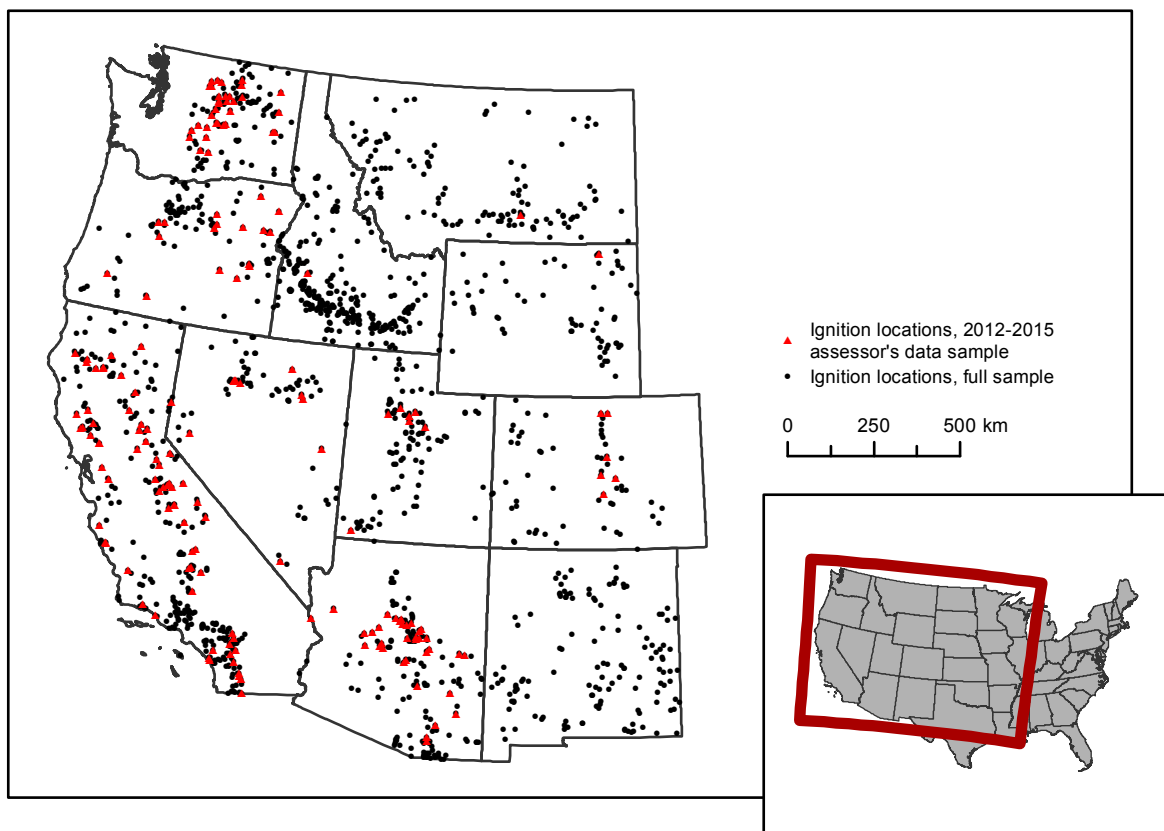 Ignition locations, 2012-2015
assessor's data sample
Ignition locations, full sample
0 250 500 km